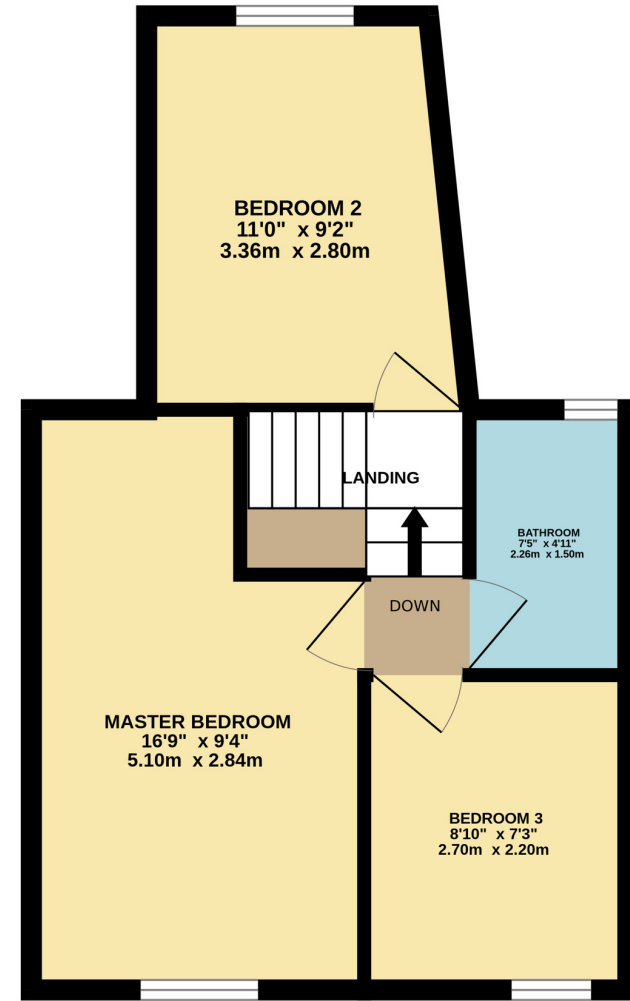 BEDROOM 2
11'0" x 9'2"
3.36m x 2.80m
LANDING
BATHROOM
7'5" x 4'11"
2.26m x 1.50m
DOWN
MASTER BEDROOM
16'9" x 9'4"
5.10m x 2.84m
BEDROOM 3
8'10" x 7'3"
2.70m x 2.20m